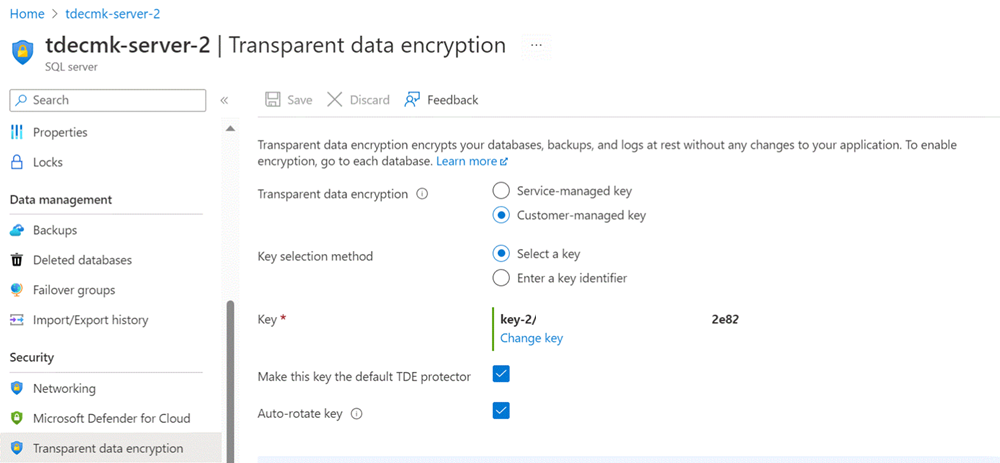 Home > tdecmk-server-2
tdecmk-server-2 | Transparent data encryption ...
SQL server
Search «
Properties
Locks
Data management
Backups
Deleted databases
Failover groups
Import/Export history
Security
Networking
Microsoft Defender for Cloud
Transparent data encryption
Save Discard Feedback
Transparent data encryption encrypts your databases, backups, and logs at rest without any changes to your application. To enable
encryption, go to each database. Learn more
Transparent data encryption
Service-managed key
Customer-managed key
Key selection method
Select a key
Enter a key identifier
Key * key-2/ 2e82
Change key
Make this key the default TDE protector
Auto-rotate key